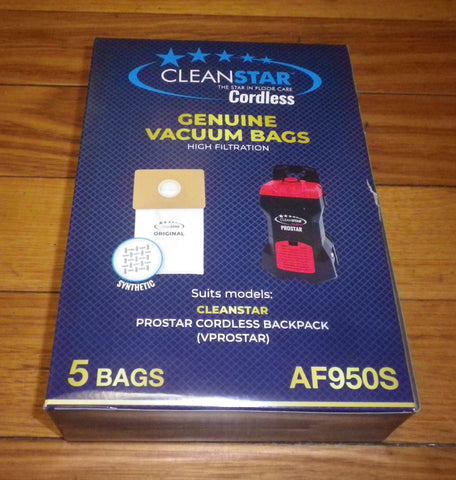 CLEANSTAR
THE STAR IN FLOOR CARE
Cordless
GENUINE
VACUUM BAGS
HIGH FILTRATION
CLEANSTAR
ORIGINAL
SYNTHETIC
PROSTAR
Suits models:
CLEANSTAR
PROSTAR CORDLESS BACKPACK
(VPROSTAR)
5 BAGS
AF950S